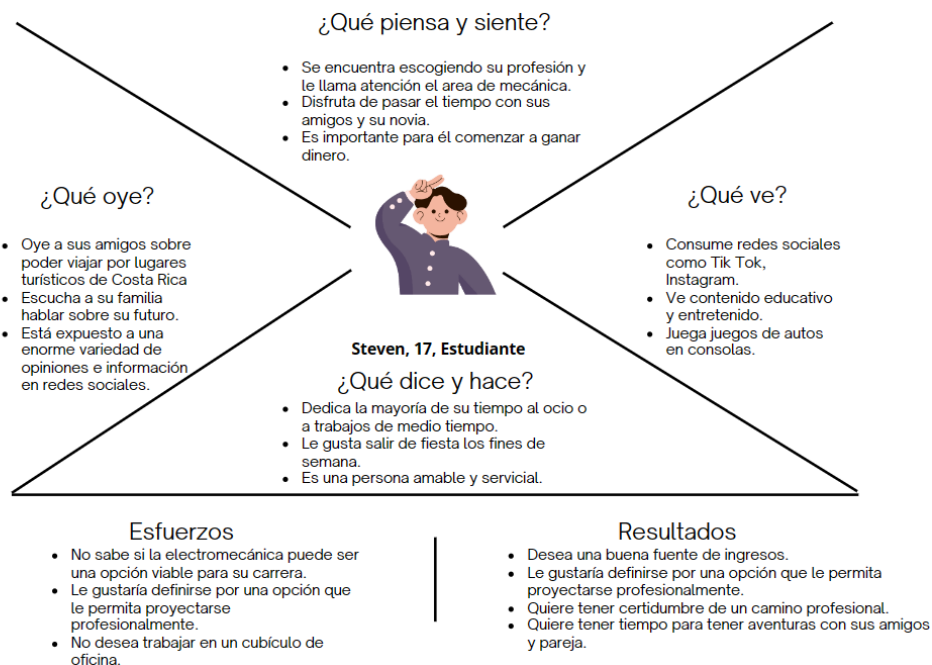 ¿Qué piensa y siente?
• Se encuentra escogiendo su profesión y
le llama atención el area de mecánica.
• Disfruta de pasar el tiempo con sus
amigos y su novia.
• Es importante para él comenzar a ganar
dinero.
¿Qué oye?
• Oye a sus amigos sobre
poder viajar por lugares
turísticos de Costa Rica
• Escucha a su familia
hablar sobre su futuro.
• Está expuesto a una
enorme variedad de
opiniones e información
en redes sociales.
¿Qué ve?
• Consume redes sociales
como Tik Tok,
Instagram.
• Ve contenido educativo
y entretenido.
• Juega juegos de autos
en consolas.
Steven, 17, Estudiante
¿Qué dice y hace?
• Dedica la mayoría de su tiempo al ocio o
a trabajos de medio tiempo.
• Le gusta salir de fiesta los fines de
semana.
• Es una persona amable y servicial.
Esfuerzos
• No sabe si la electromecánica puede ser
una opción viable para su carrera.
• Le gustaría definirse por una opción que
le permita proyectarse
profesionalmente.
• No desea trabajar en un cubículo de
oficina.
Resultados
• Desea una buena fuente de ingresos.
• Le gustaría definirse por una opción que le permita
proyectarse profesionalmente.
• Quiere tener certidumbre de un camino profesional.
• Quiere tener tiempo para tener aventuras con sus amigos
y pareja.